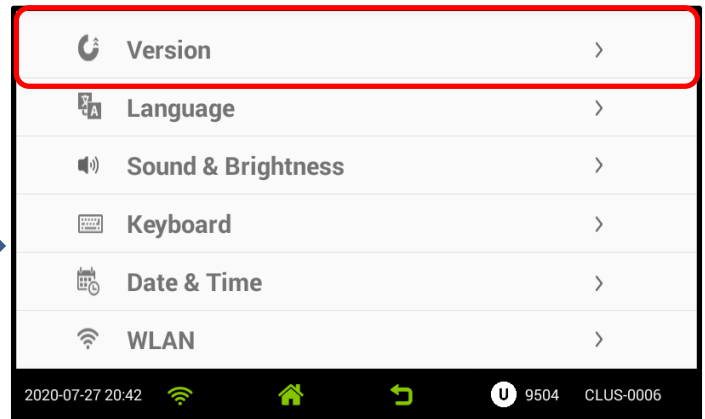 Version
Language
Sound & Brightness
Keyboard
Date & Time
WLAN
2020-07-27 20:42 U 9504 CLUS-0006